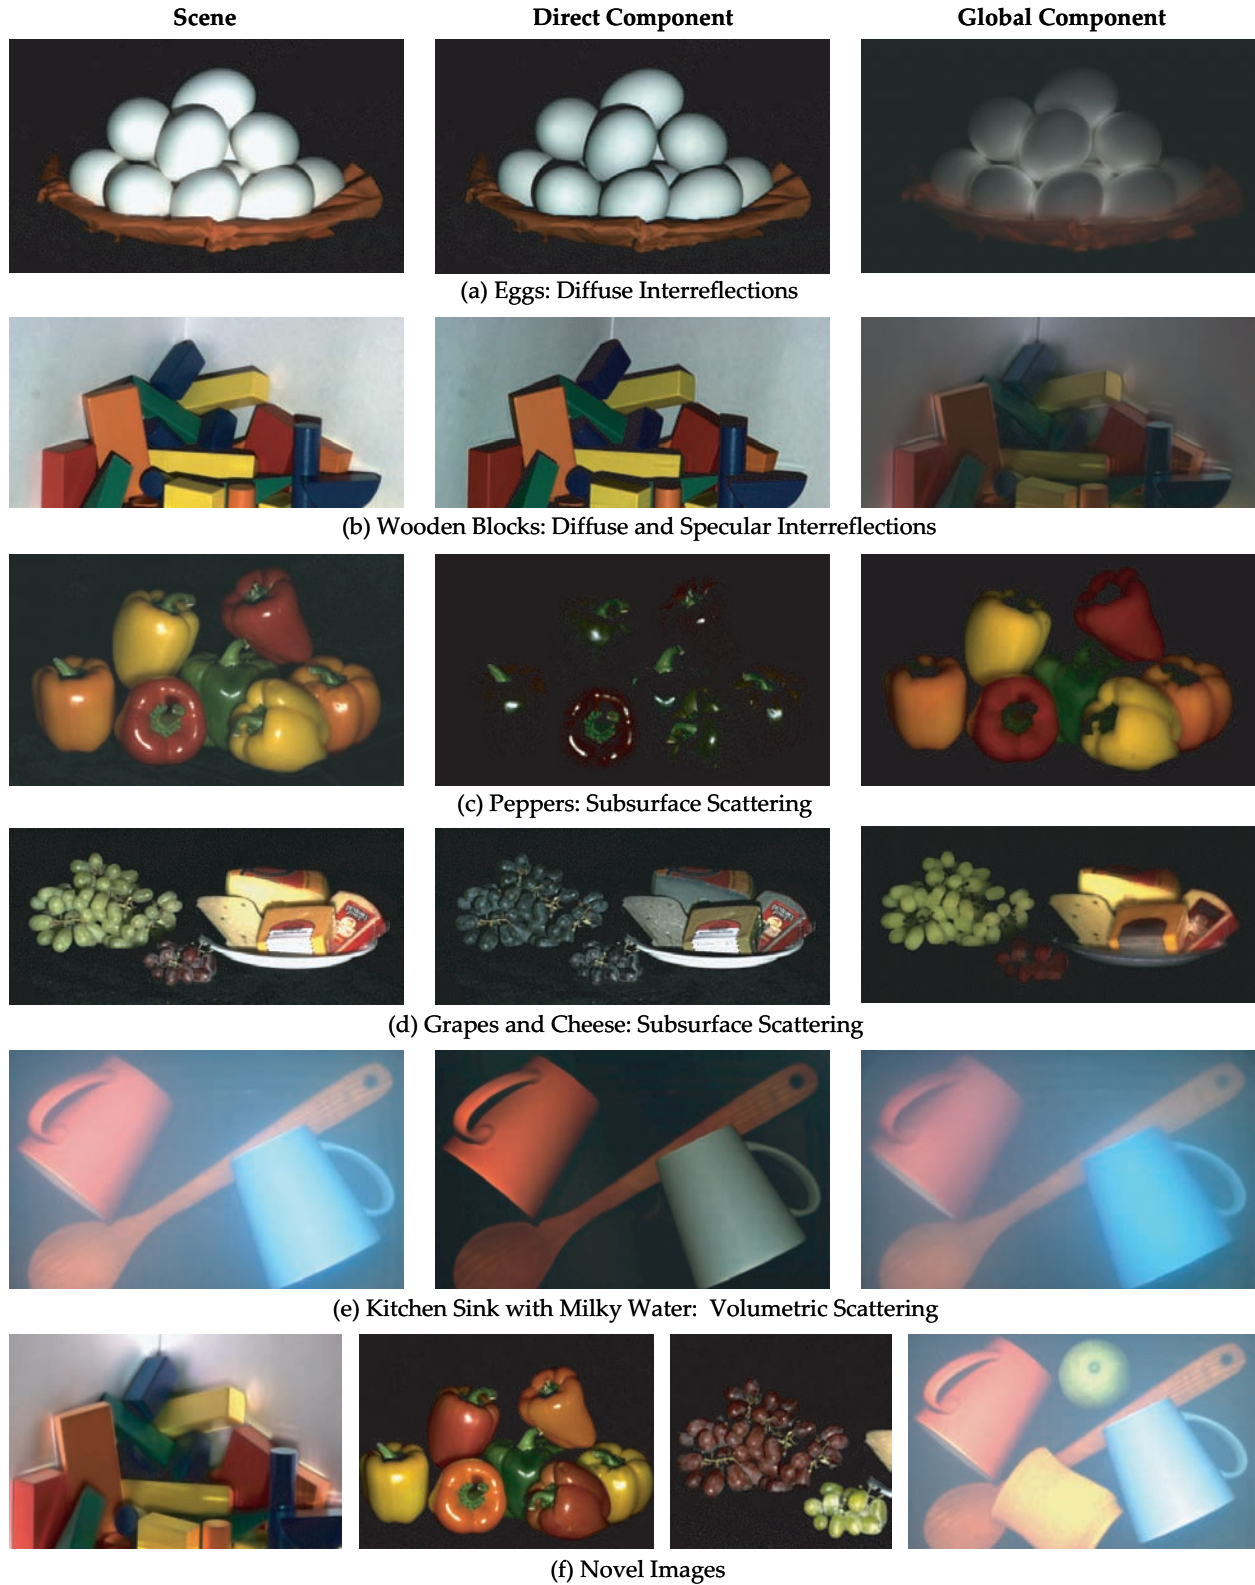 Scene Direct Component Global Component
(a) Eggs: Diffuse Interreflections
(b) Wooden Blocks: Diffuse and Specular Interreflections
(c) Peppers: Subsurface Scattering
(d) Grapes and Cheese: Subsurface Scattering
(e) Kitchen Sink with Milky Water: Volumetric Scattering
(f) Novel Images